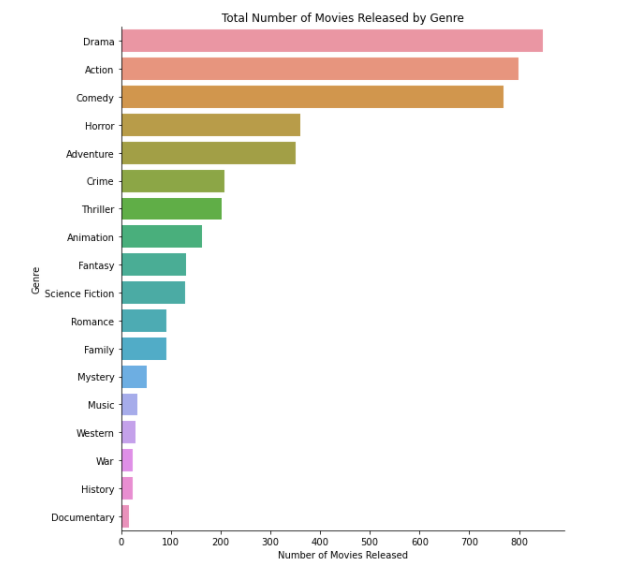 Total Number of Movies Released by Genre
Drama
Action
Comedy
Horror
Adventure
Crime
Thriller
Animation
Fantasy
Genre
Science Fiction
Romance
Family
Mystery
Music
Western
War
History
Documentary
0 100 200 300 400 500 600 700 800
Number of Movies Released